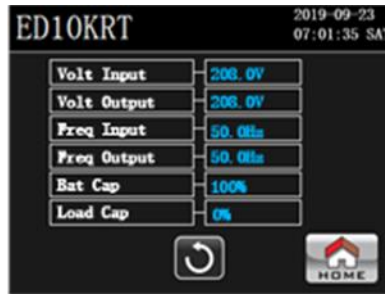 ED10KRT
2019-09-23
07:01:35 SAT
Volt Input 208.0V
Volt Output 208.0V
Freq Input 50.0Hz
Freq Output 50.0Hz
Bat Cap 100%
Load Cap 0%
HOME